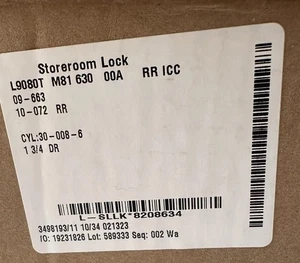 Storeroom Lock
L9080T M81 630 00A RR ICC
09-663
10-072 RR
CYL:30-008-6
1 3/4 DR
L-SLLK*8208634
3498193/11 10/34 021323
IO: 19231826 Lot: 589333 Seq: 002 Wa